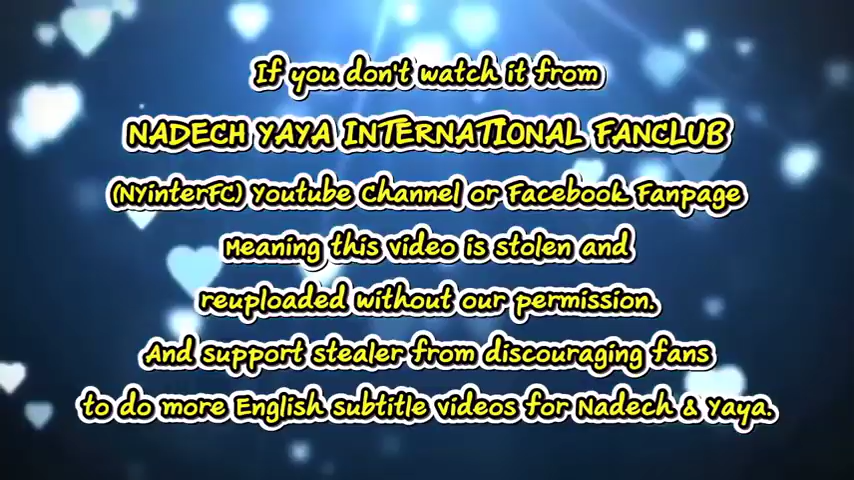 If you don't watch it from
NADECH YAYA INTERNATIONAL FANCLUB
(NYinterFC) Youtube Channel or Facebook Fanpage
Meaning this video is stolen and
reuploaded without our permission.
And support stealer from discouraging fans
to do more English subtitle videos for Nadech & Yaya.